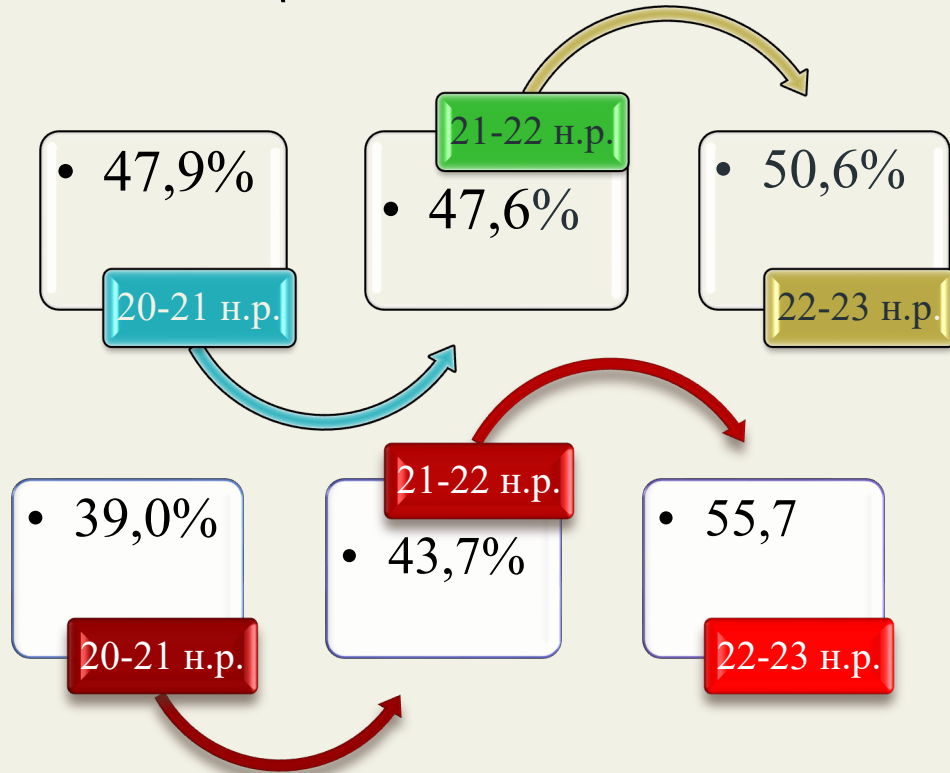 • 47,9%
20-21 н.р.
21-22 н.р.
• 47,6%
• 50,6%
22-23 н.р.
• 39,0%
20-21 н.р.
21-22 н.р.
• 43,7%
• 55,7
22-23 н.р.